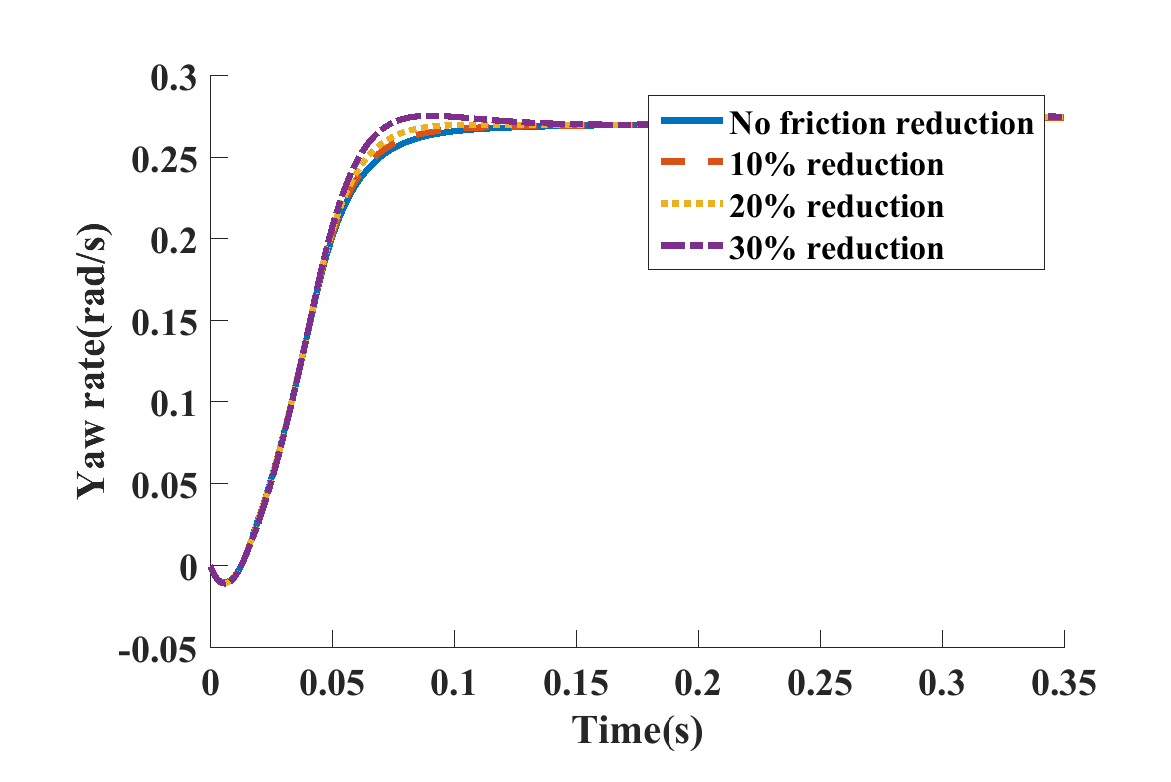 0.3
0.25
0.2
0.15
0.1
0.05
0
-0.05
Yaw rate(rad/s)
No friction reduction
10% reduction
20% reduction
30% reduction
0 0.05 0.1 0.15 0.2 0.25 0.3 0.35
Time(s)